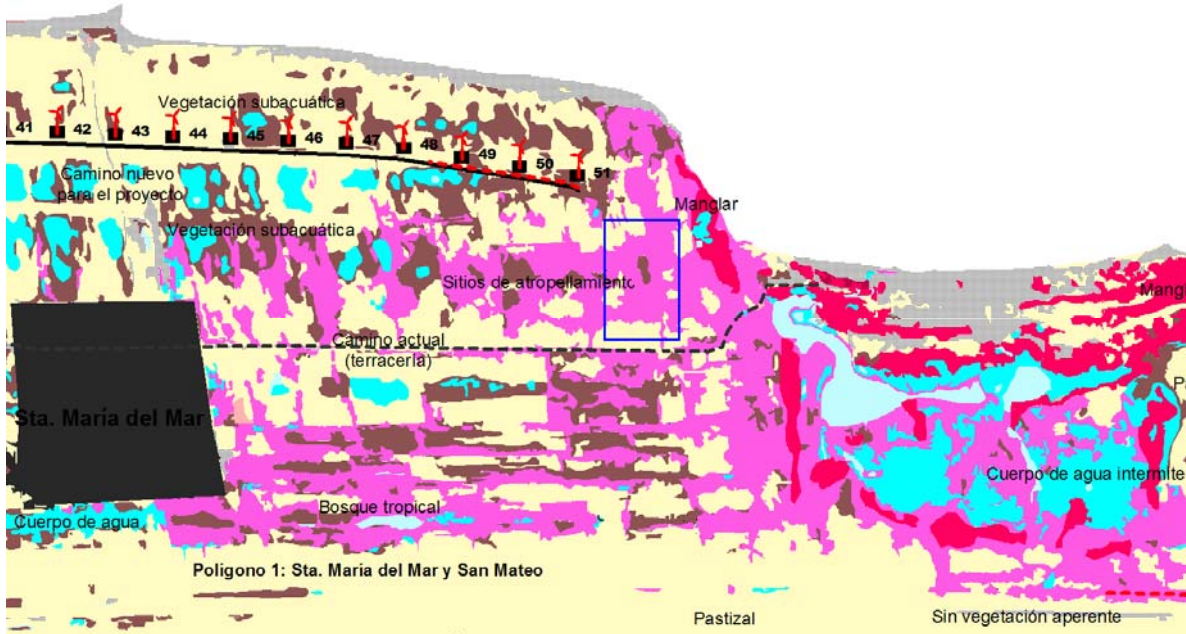 Vegetación subacuática
41 42 43 44 45 46 47 48 49 50 51
Camino nuevo
para el proyecto
Manglar
Vegetación subacuática
Sitios de atropellamiento
Mangl
Camino actual
(terracería)
P
Sta. María del Mar
Cuerpo de agua intermite
Bosque tropical
Cuerpo de agua
Poligono 1: Sta. Maria del Mar y San Mateo
Pastizal
Sin vegetación aperente